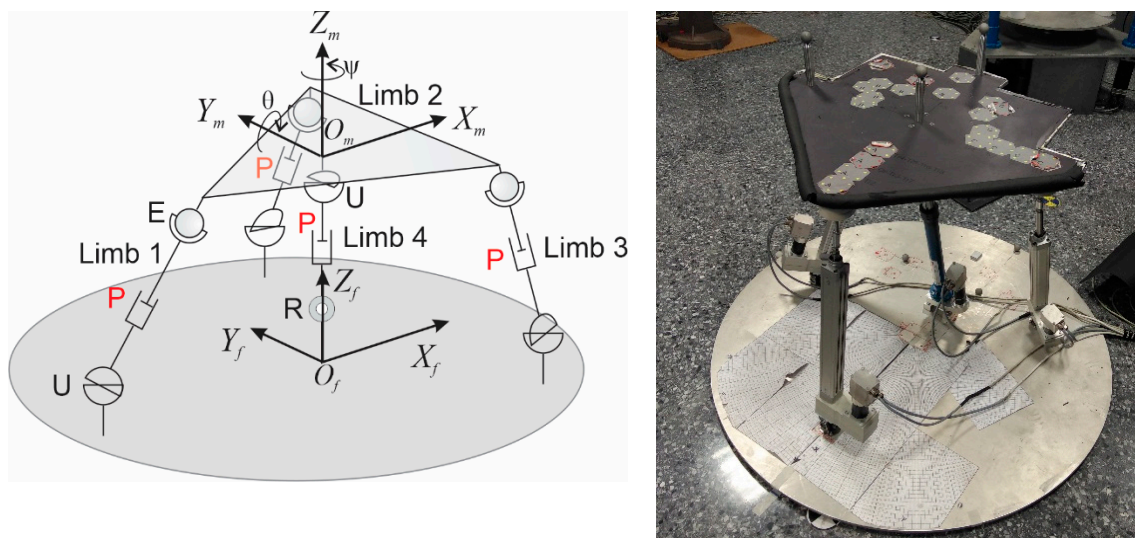 Z_m
ψ
Limb 2
Y_m
θ
O_m
X_m
P
E
U
P
Limb 1
Limb 4
P
Limb 3
P
Z_f
R
Y_f
X_f
O_f
U